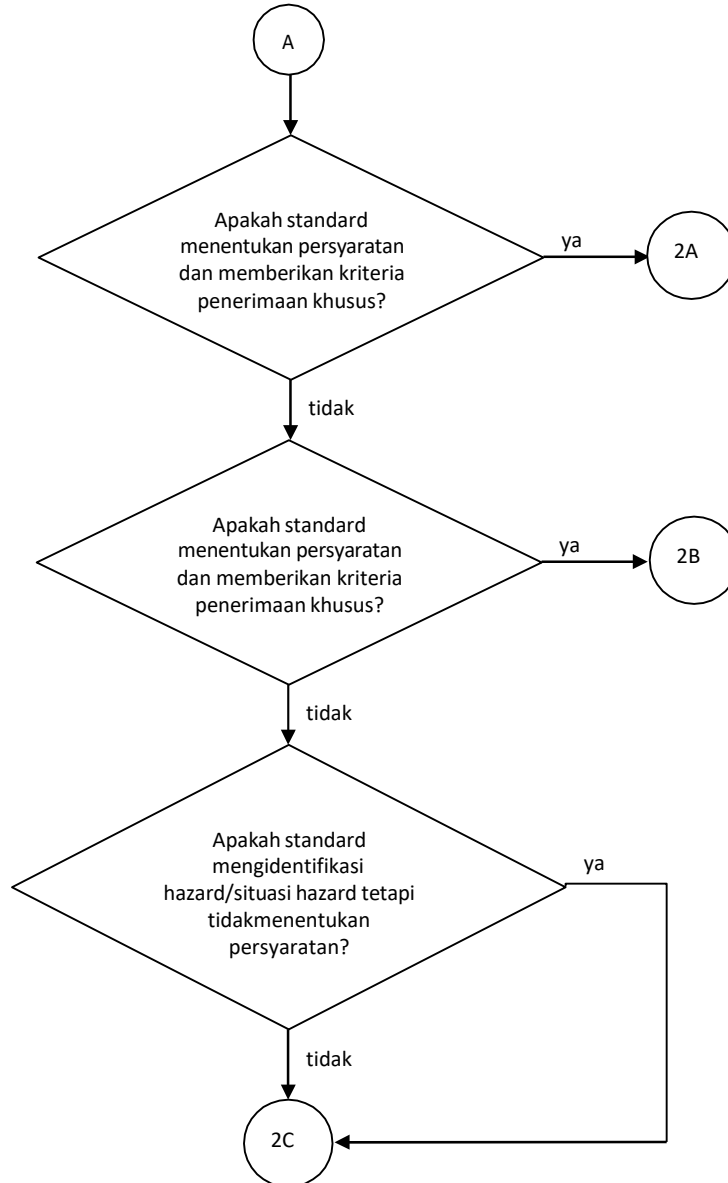 A
Apakah standard
menentukan persyaratan
dan memberikan kriteria
penerimaan khusus?
ya
2A
tidak
Apakah standard
menentukan persyaratan
dan memberikan kriteria
penerimaan khusus?
ya
2B
tidak
Apakah standard
mengidentifikasi
hazard/situasi hazard tetapi
tidakmenentukan
persyaratan?
ya
tidak
2C